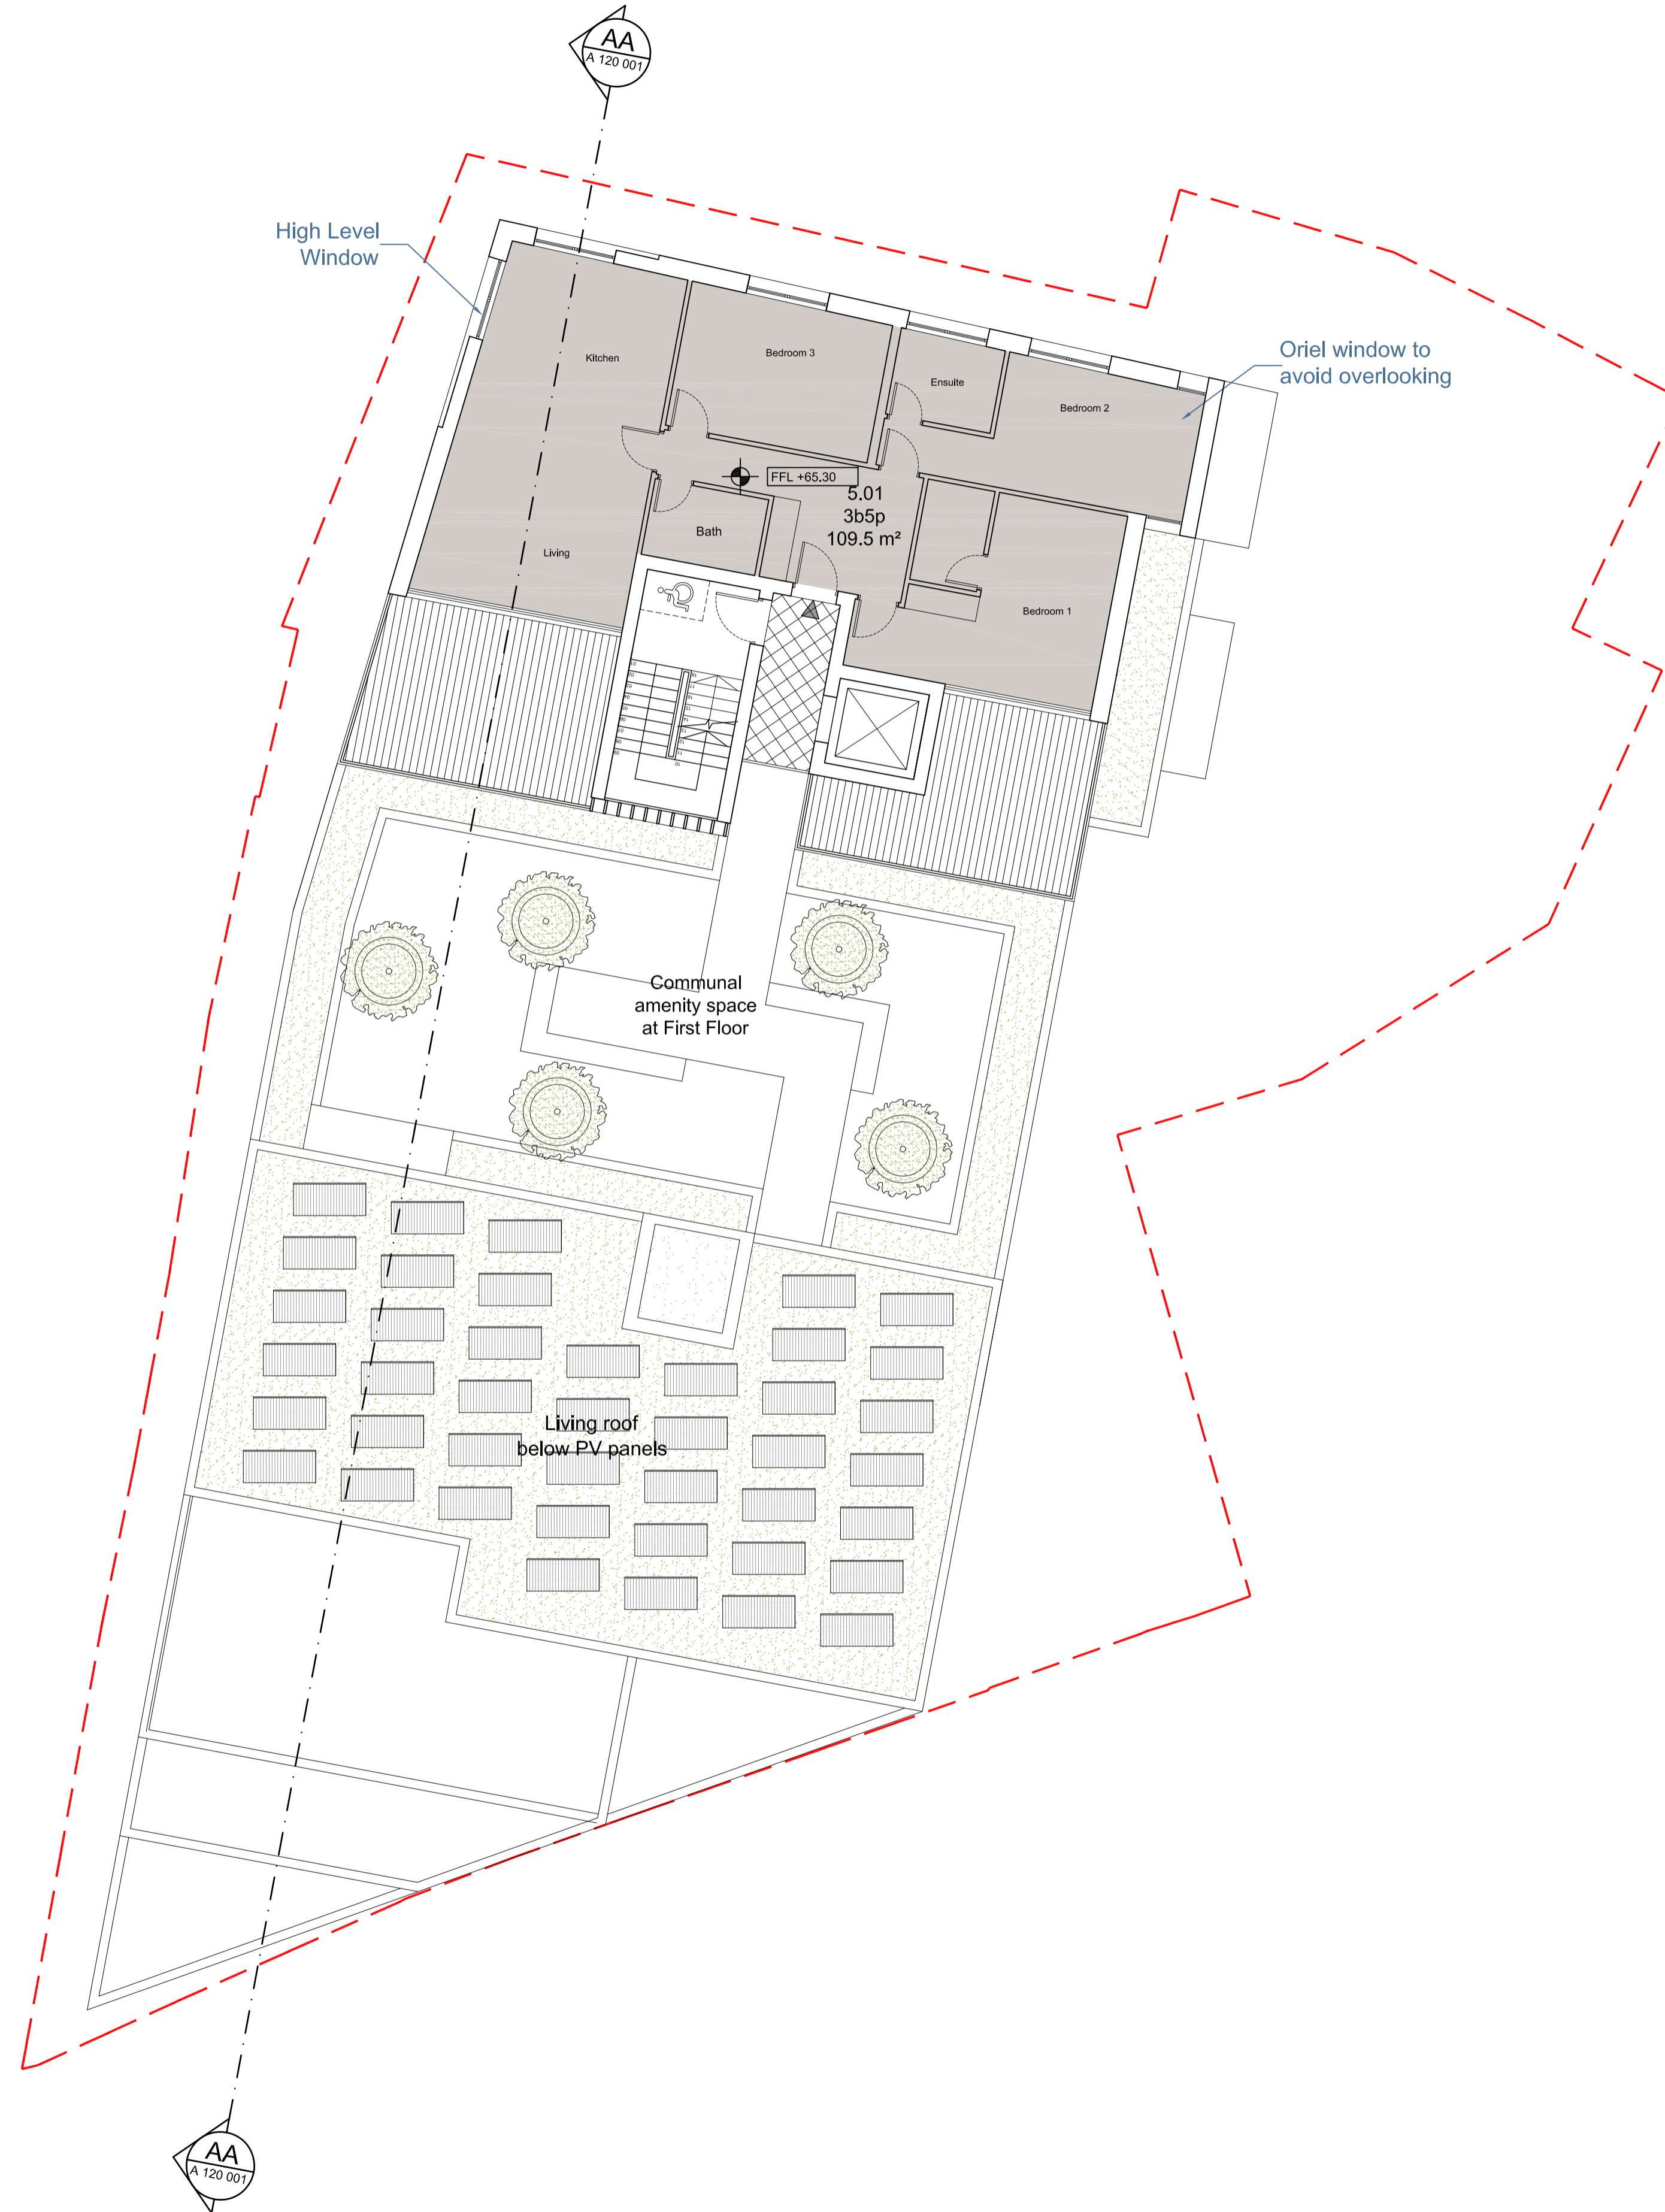 AA
A 120 001
High Level
Window
Kitchen
Bedroom 3
Ensuite
Bedroom 2
Oriel window to
avoid overlooking
FFL +65.30
5.01
3b5p
109.5 m²
Bath
Living
Bedroom 1
Communal
amenity space
at First Floor
Living roof
below PV panels
AA
A 120 001